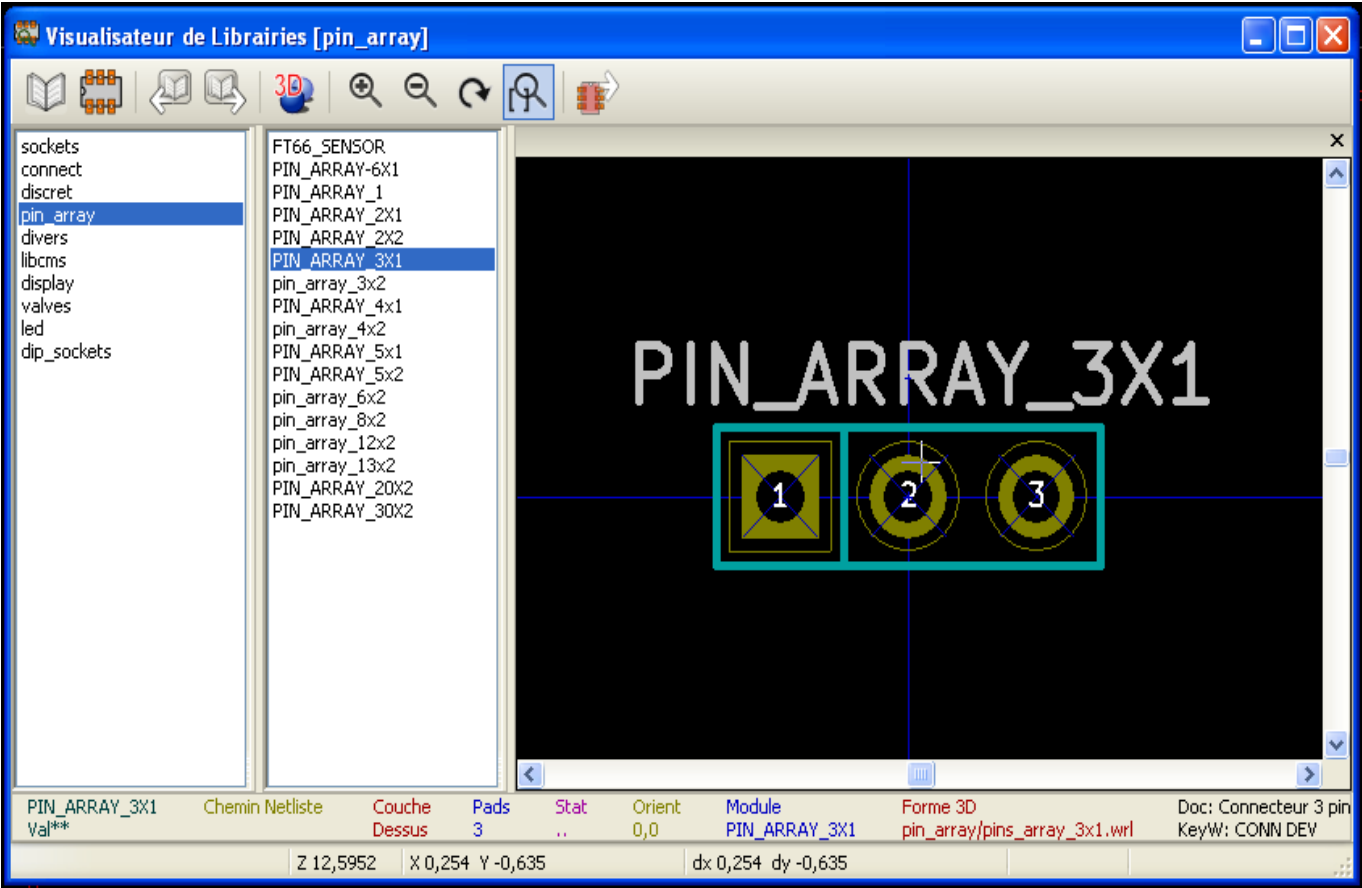 Visualisateur de Librairies [pin_array]
3D
sockets
connect
discret
pin_array
divers
libcms
display
valves
led
dip_sockets
FT66_SENSOR
PIN_ARRAY-6X1
PIN_ARRAY_1
PIN_ARRAY_2X1
PIN_ARRAY_2X2
PIN_ARRAY_3X1
pin_array_3x2
PIN_ARRAY_4x1
pin_array_4x2
PIN_ARRAY_5x1
PIN_ARRAY_5x2
pin_array_6x2
pin_array_8x2
pin_array_12x2
pin_array_13x2
PIN_ARRAY_20X2
PIN_ARRAY_30X2
PIN_ARRAY_3X1
1 2 3
PIN_ARRAY_3X1 Chemin Netliste Couche Pads Stat Orient Module Forme 3D Doc: Connecteur 3 pin
Val** Dessus 3 .. 0,0 PIN_ARRAY_3X1 pin_array/pins_array_3x1.wrl KeyW: CONN DEV
Z 12,5952 X 0,254 Y -0,635 dx 0,254 dy -0,635